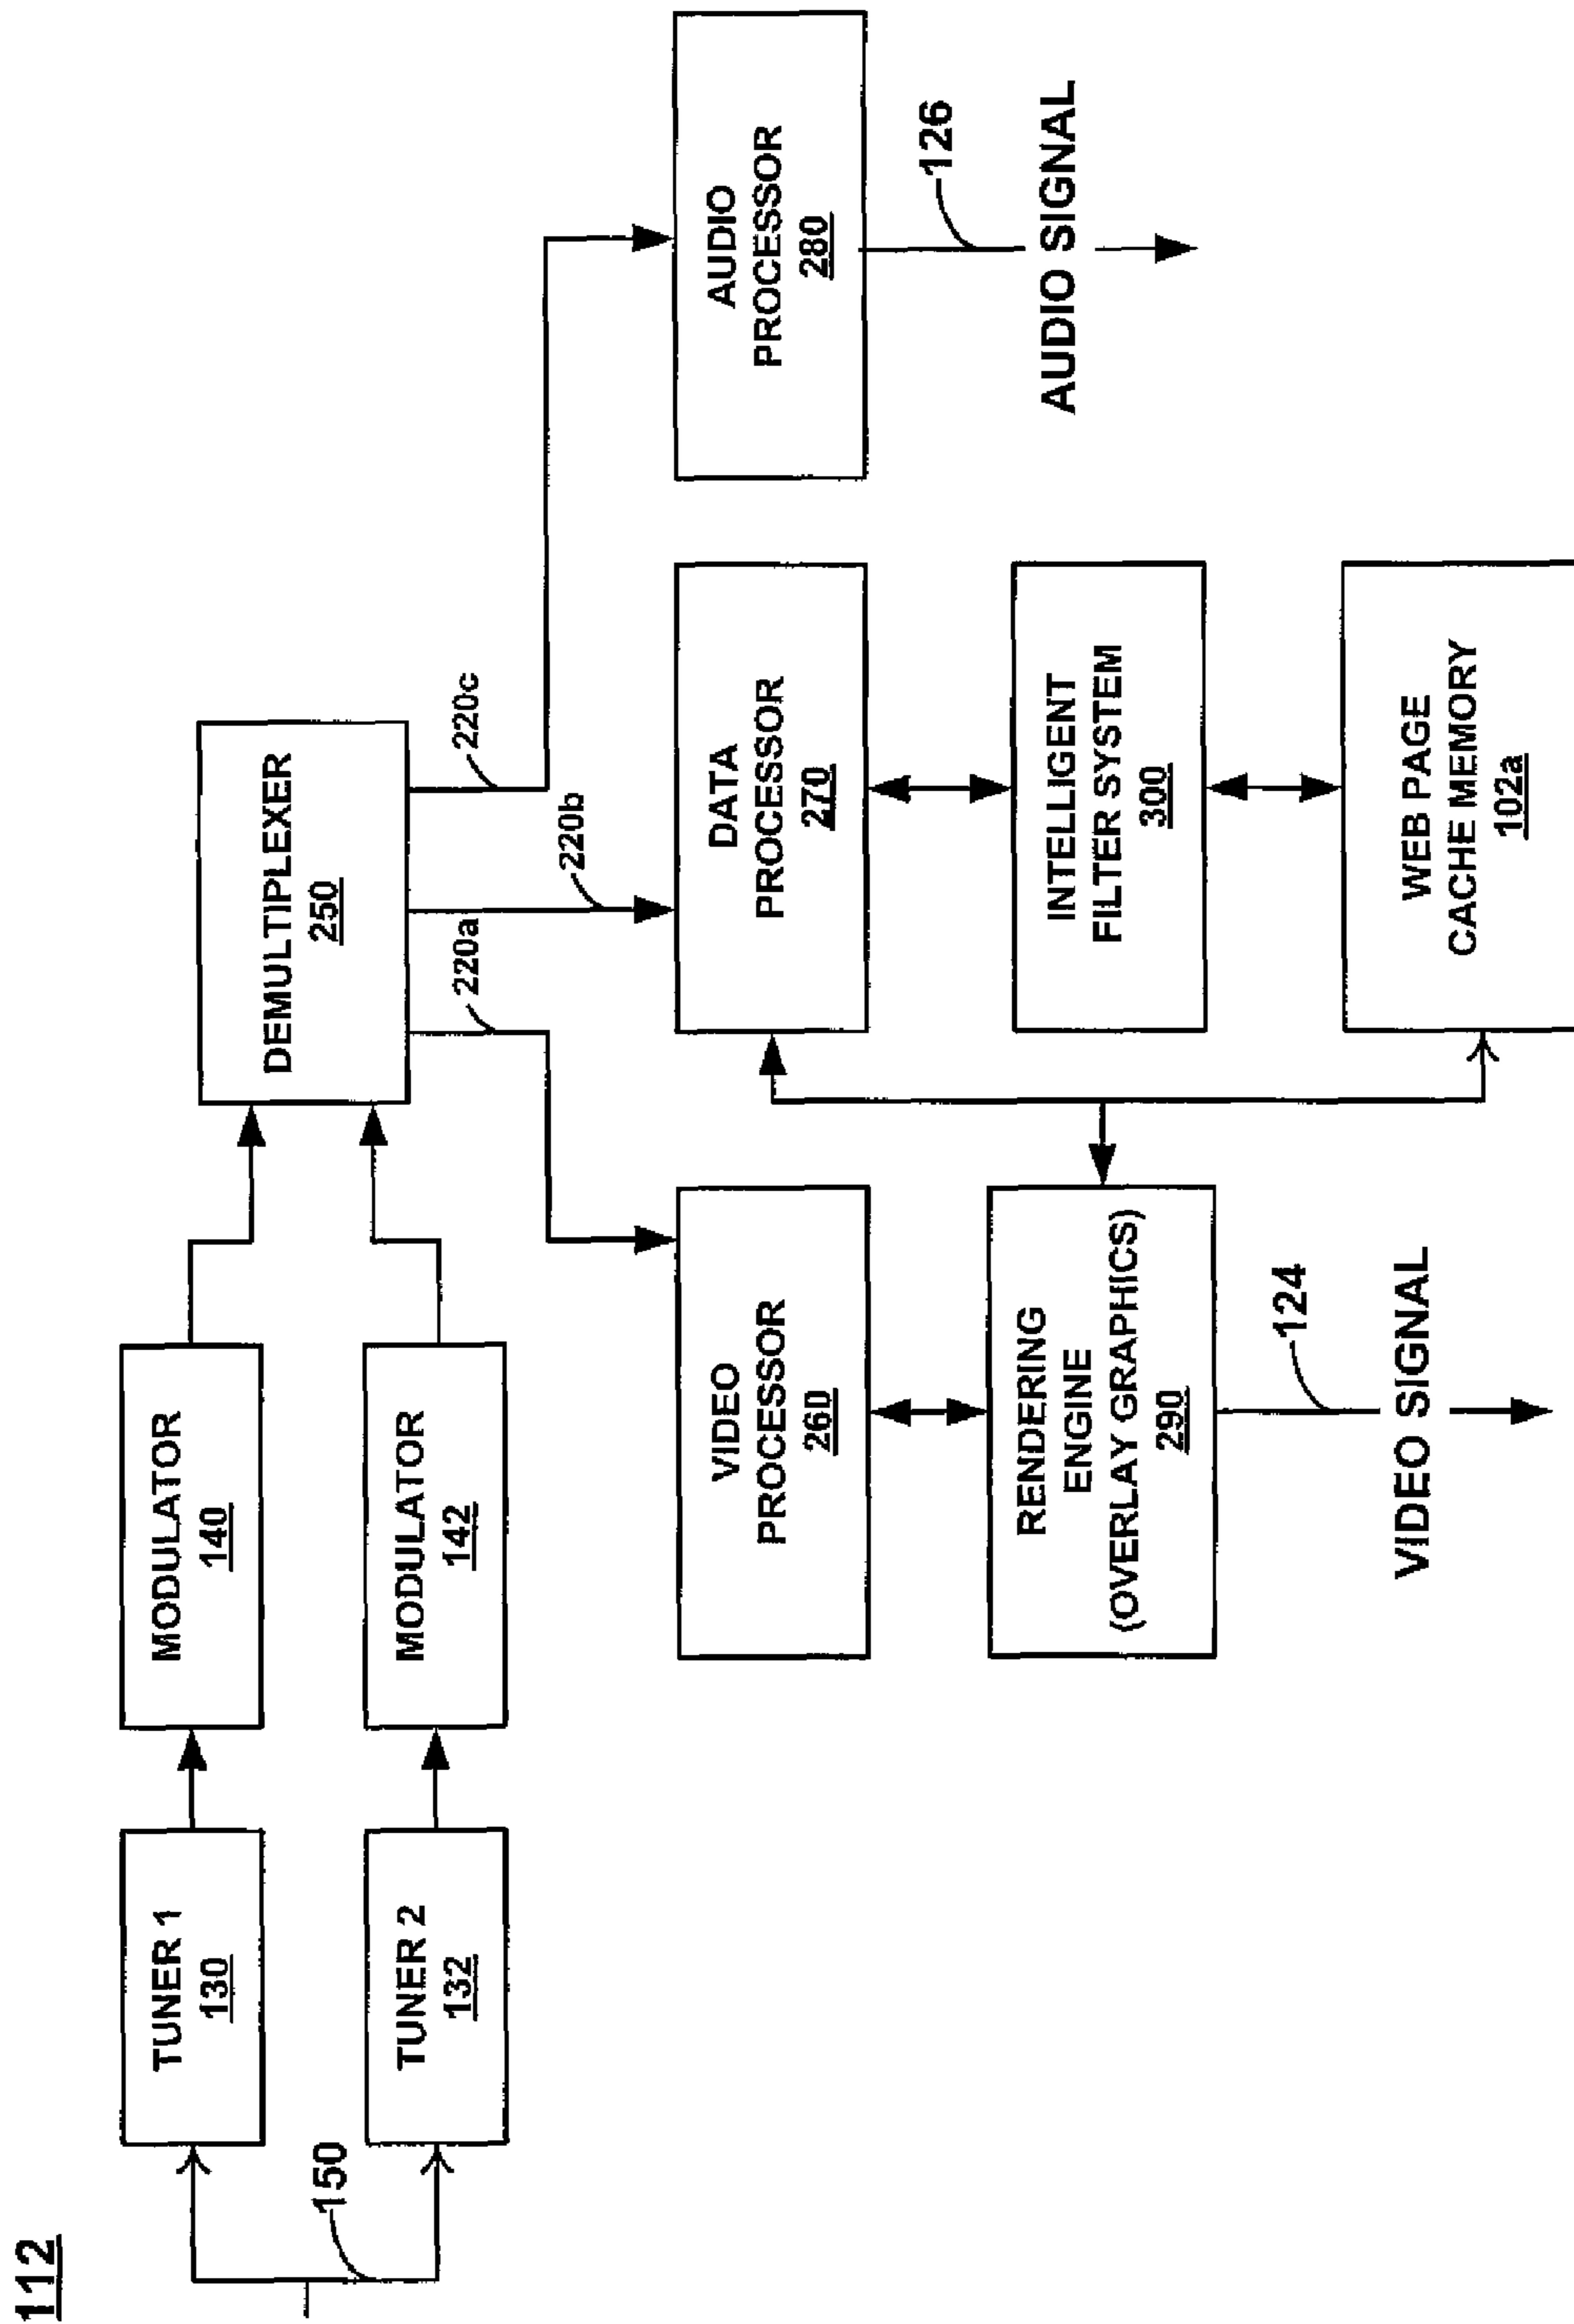 112
150
TUNER 1
130
TUNER 2
132
MODULATOR
140
MODULATOR
142
DEMULTIPLEXER
250
220a
220b
220c
VIDEO
PROCESSOR
260
DATA
PROCESSOR
270
AUDIO
PROCESSOR
280
RENDERING
ENGINE
(OVERLAY GRAPHICS)
290
INTELLIGENT
FILTER SYSTEM
300
126
AUDIO SIGNAL
124
VIDEO SIGNAL
WEB PAGE
CACHE MEMORY
102a